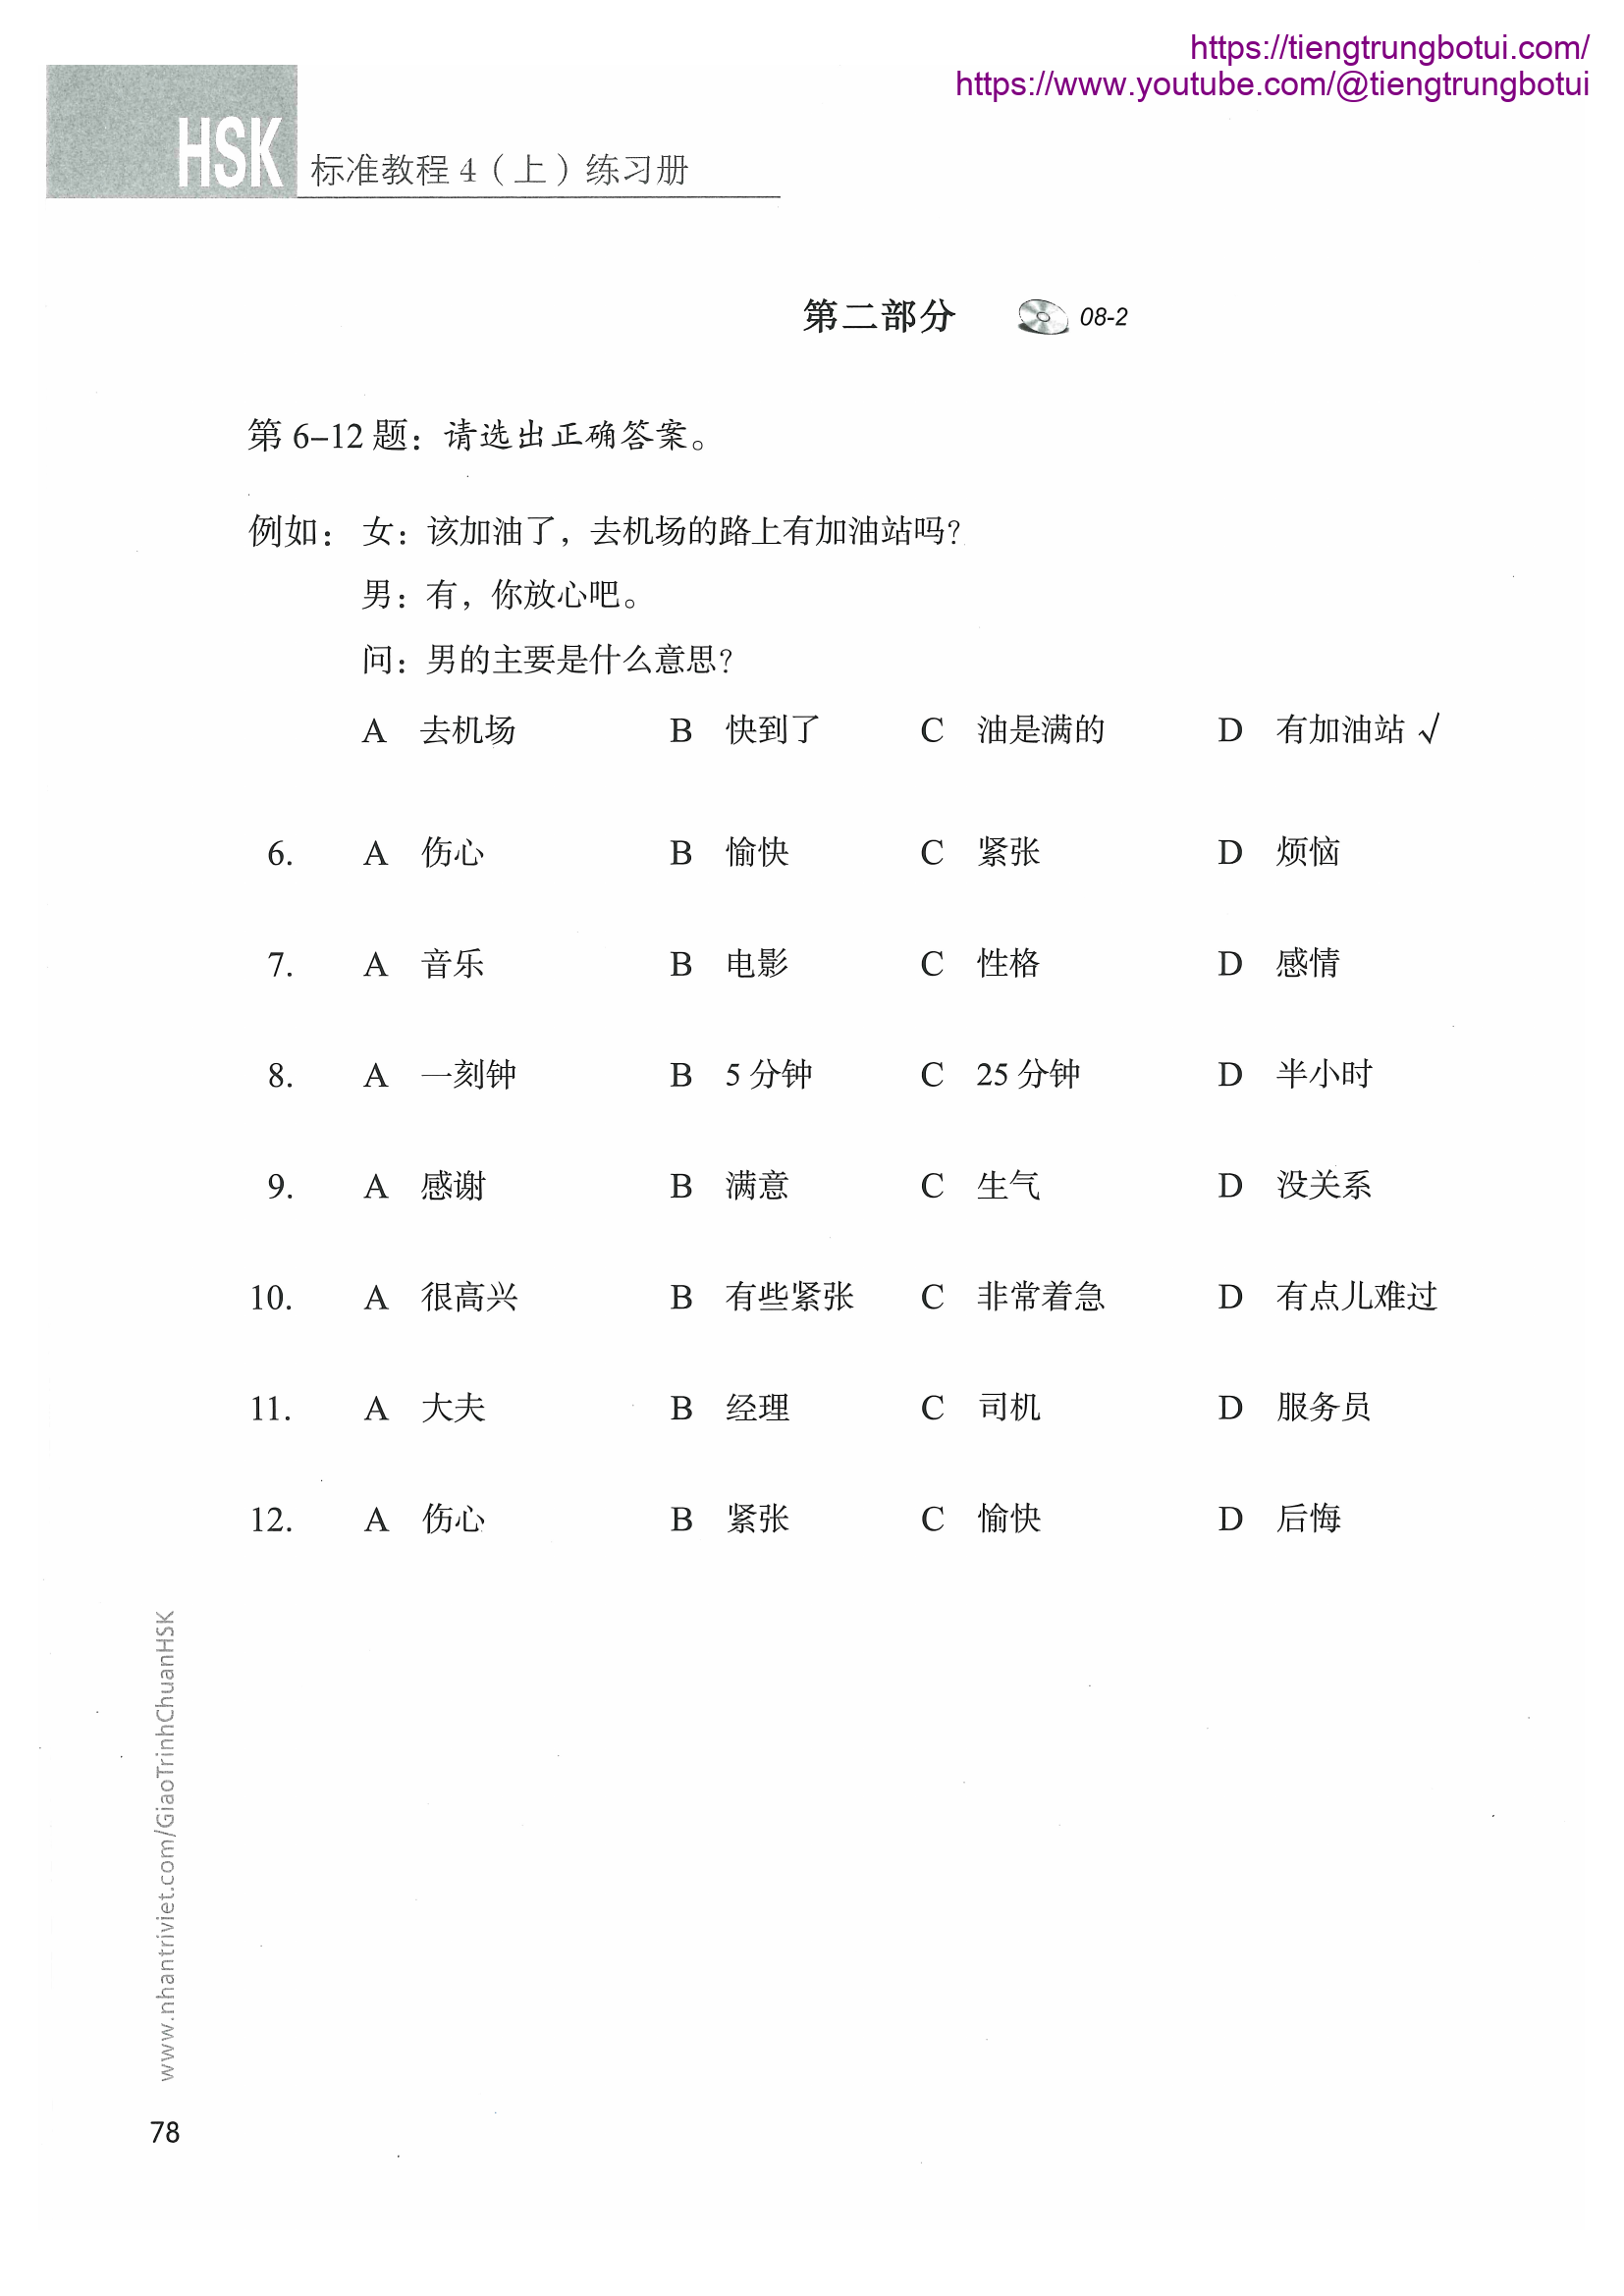 https://tiengtrungbotui.com/
https://www.youtube.com/@tiengtrungbotui
HSK 标准教程 4（上）练习册
第二部分 08-2
第 6–12 题：请选出正确答案。
例如：女：该加油了，去机场的路上有加油站吗？
男：有，你放心吧。
问：男的主要是什么意思？
A 去机场 B 快到了 C 油是满的 D 有加油站 √
6. A 伤心 B 愉快 C 紧张 D 烦恼
7. A 音乐 B 电影 C 性格 D 感情
8. A 一刻钟 B 5 分钟 C 25 分钟 D 半小时
9. A 感谢 B 满意 C 生气 D 没关系
10. A 很高兴 B 有些紧张 C 非常着急 D 有点儿难过
11. A 大夫 B 经理 C 司机 D 服务员
12. A 伤心 B 紧张 C 愉快 D 后悔
www.nhantriviet.com/GiaoTrinhChuanHSK
78